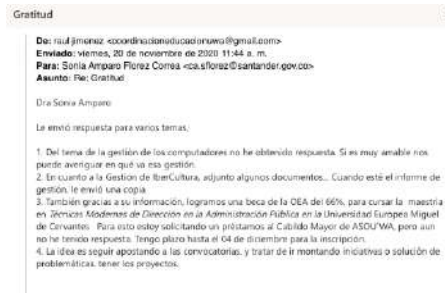 Gratitud
De: raul jimenez <coordinacioneducacionuwa@gmail.com>
Enviado: viernes, 20 de noviembre de 2020 11:44 a. m.
Para: Sonia Amparo Florez Correa <ca.sflorez@santander.gov.co>
Asunto: Re: Gratitud
Dra Sonia Amparo
Le envió respuesta para varios temas;
1. Del tema de la gestión de los computadores no he obtenido respuesta. Si es muy amable nos
puede averiguar en qué va esa gestión.
2. En cuanto a la Gestion de IberCultura, adjunto algunos documentos... Cuando esté el informe de
gestión, le envió una copia.
3. También gracias a su información, logramos una beca de la OEA del 66%, para cursar la maestria
en Técnicas Modernas de Dirección en la Administración Pública en la Universidad Europea Miguel
de Cervantes . Para esto estoy solicitando un préstamos al Cabildo Mayor de ASOU'WA, pero aun
no he tenido respuesta. Tengo plazo hasta el 04 de diciembre para la inscripción.
4. La idea es seguir apostando a las convocatorias, y tratar de ir montando iniciativas o solución de
problemáticas. tener los proyectos.